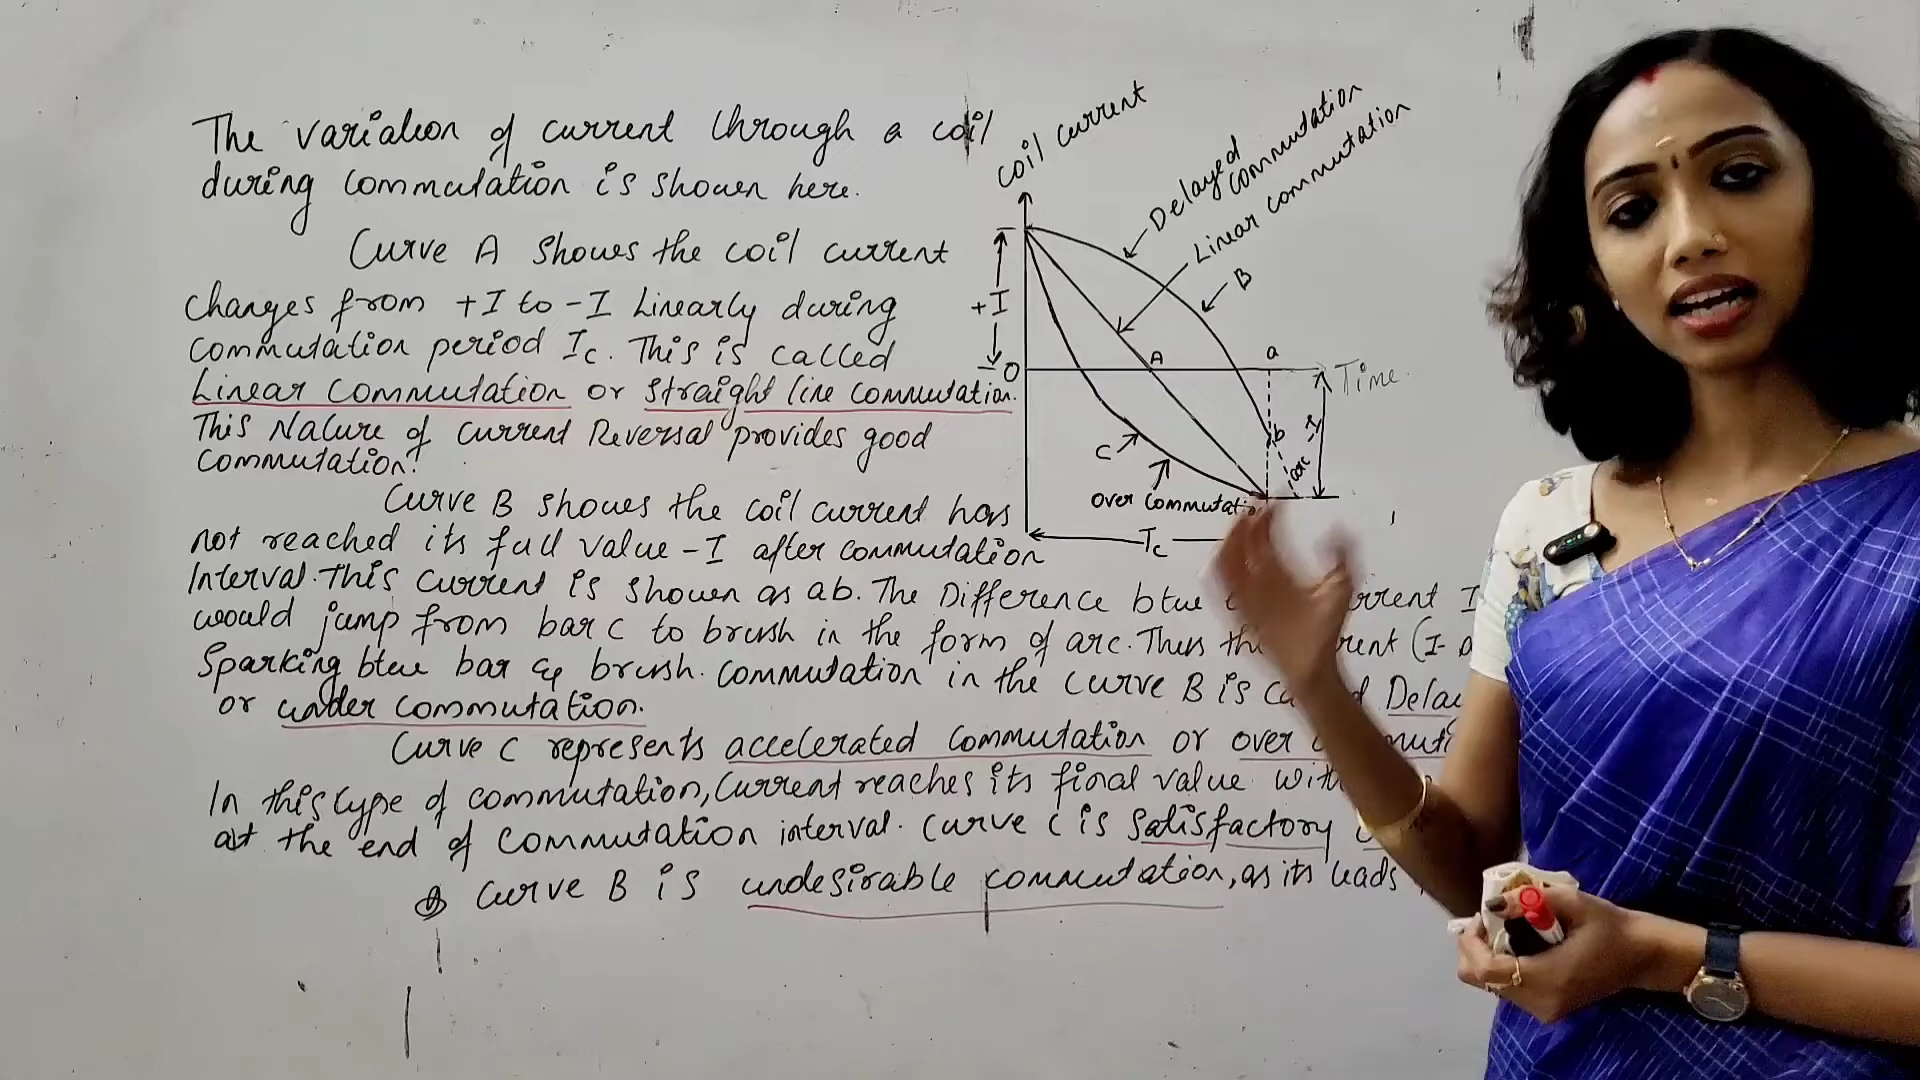 The variation of current through a coil
during commutation is shown here.
Curve A shows the coil current
changes from +I to -I Linearly during
commutation period Ic. This is called
Linear commutation or straight line commutation.
This Nature of current Reversal provides good
commutation.
Curve B shows the coil current has
not reached its full value -I after commutation
Interval. This current is shown as ab. The Difference btw
would jump from bar C to brush in the form of arc. Thus
Sparking btw bar & brush. Commutation in the curve B is
or under commutation.
Curve C represents accelerated commutation or over
In this type of commutation, current reaches its final value
at the end of commutation interval. Curve C is Satisfactory
Curve B is undesirable commutation, as its leads
coil current
Delayed
commutation
Linear commutation
B
+I
A
a
0
Time.
b
-I
arc
C
over
Tc